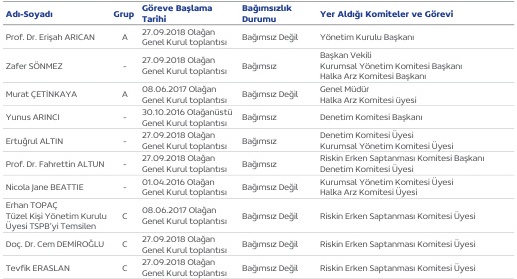 Adı-Soyadı Grup Göreve Başlama Tarihi Bağımsızlık Durumu Yer Aldığı Komiteler ve Görevi
Prof. Dr. Erişah ARICAN A 27.09.2018 Olağan Genel Kurul toplantısı Bağımsız Değil Yönetim Kurulu Başkanı
Zafer SÖNMEZ - 27.09.2018 Olağan Genel Kurul toplantısı Bağımsız Başkan Vekili
Kurumsal Yönetim Komitesi Başkanı
Halka Arz Komitesi Başkanı
Murat ÇETİNKAYA A 08.06.2017 Olağan Genel Kurul toplantısı Bağımsız Değil Genel Müdür
Halka Arz Komitesi üyesi
Yunus ARINCI - 30.10.2016 Olağanüstü Genel Kurul toplantısı Bağımsız Denetim Komitesi Başkanı
Ertuğrul ALTIN - 27.09.2018 Olağan Genel Kurul toplantısı Bağımsız Denetim Komitesi Üyesi
Kurumsal Yönetim Komitesi Üyesi
Prof. Dr. Fahrettin ALTUN - 27.09.2018 Olağan Genel Kurul toplantısı Bağımsız Riskin Erken Saptanması Komitesi Başkanı
Denetim Komitesi Üyesi
Nicola Jane BEATTIE - 01.04.2016 Olağan Genel Kurul toplantısı Bağımsız Değil Kurumsal Yönetim Komitesi Üyesi
Halka Arz Komitesi Üyesi
Erhan TOPAÇ
Tüzel Kişi Yönetim Kurulu
Üyesi TSPB'yi Temsilen C 08.06.2017 Olağan Genel Kurul toplantısı Bağımsız Değil Riskin Erken Saptanması Komitesi Üyesi
Doç. Dr. Cem DEMİROĞLU C 27.09.2018 Olağan Genel Kurul toplantısı Bağımsız Değil Riskin Erken Saptanması Komitesi Üyesi
Tevfik ERASLAN C 27.09.2018 Olağan Genel Kurul toplantısı Bağımsız Değil Riskin Erken Saptanması Komitesi Üyesi